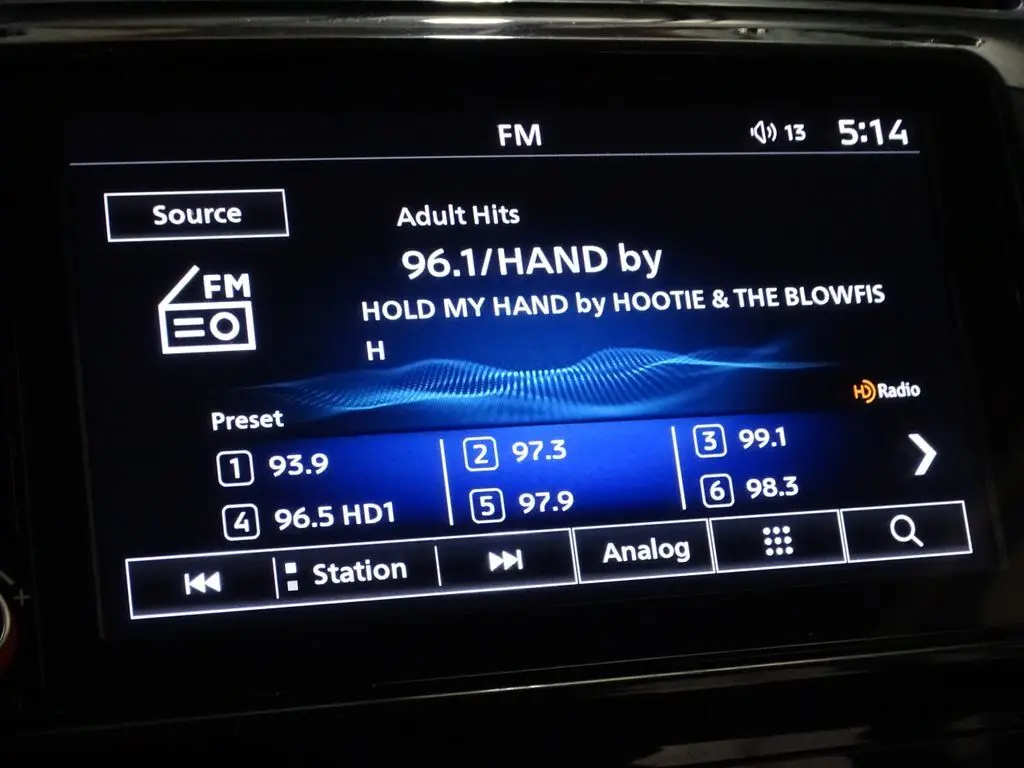 FM 13 5:14
Source
Adult Hits
96.1/HAND by
FM
HOLD MY HAND by HOOTIE & THE BLOWFIS
H
HD Radio
Preset
1 93.9 2 97.3 3 99.1
4 96.5 HD1 5 97.9 6 98.3
Station Analog